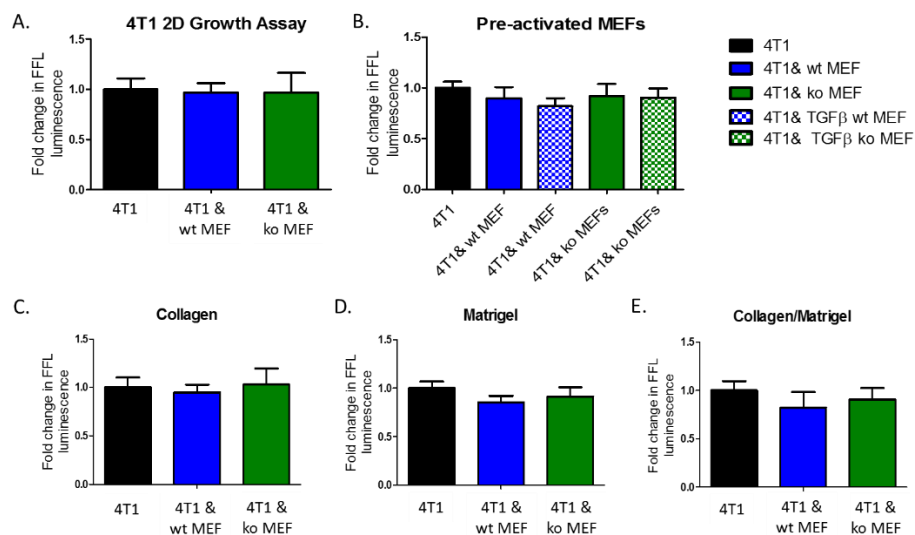 A.
4T1 2D Growth Assay
Fold change in FFL
luminescence
1.5
1.0
0.5
0.0
4T1
4T1 &
wt MEF
4T1 &
ko MEF
B.
Pre-activated MEFs
Fold change in FFL
luminescence
1.5
1.0
0.5
0.0
4T1
4T1& wt MEF
4T1& wt MEF
4T1& ko MEFs
4T1& ko MEFs
4T1
4T1& wt MEF
4T1& ko MEF
4T1& TGFβ wt MEF
4T1& TGFβ ko MEF
C.
Collagen
Fold change in FFL
luminescence
1.5
1.0
0.5
0.0
4T1
4T1 &
wt MEF
4T1 &
ko MEF
D.
Matrigel
Fold change in FFL
luminescence
1.5
1.0
0.5
0.0
4T1
4T1 &
wt MEF
4T1 &
ko MEF
E.
Collagen/Matrigel
Fold change in FFL
luminescence
1.5
1.0
0.5
0.0
4T1
4T1 &
wt MEF
4T1 &
ko MEF